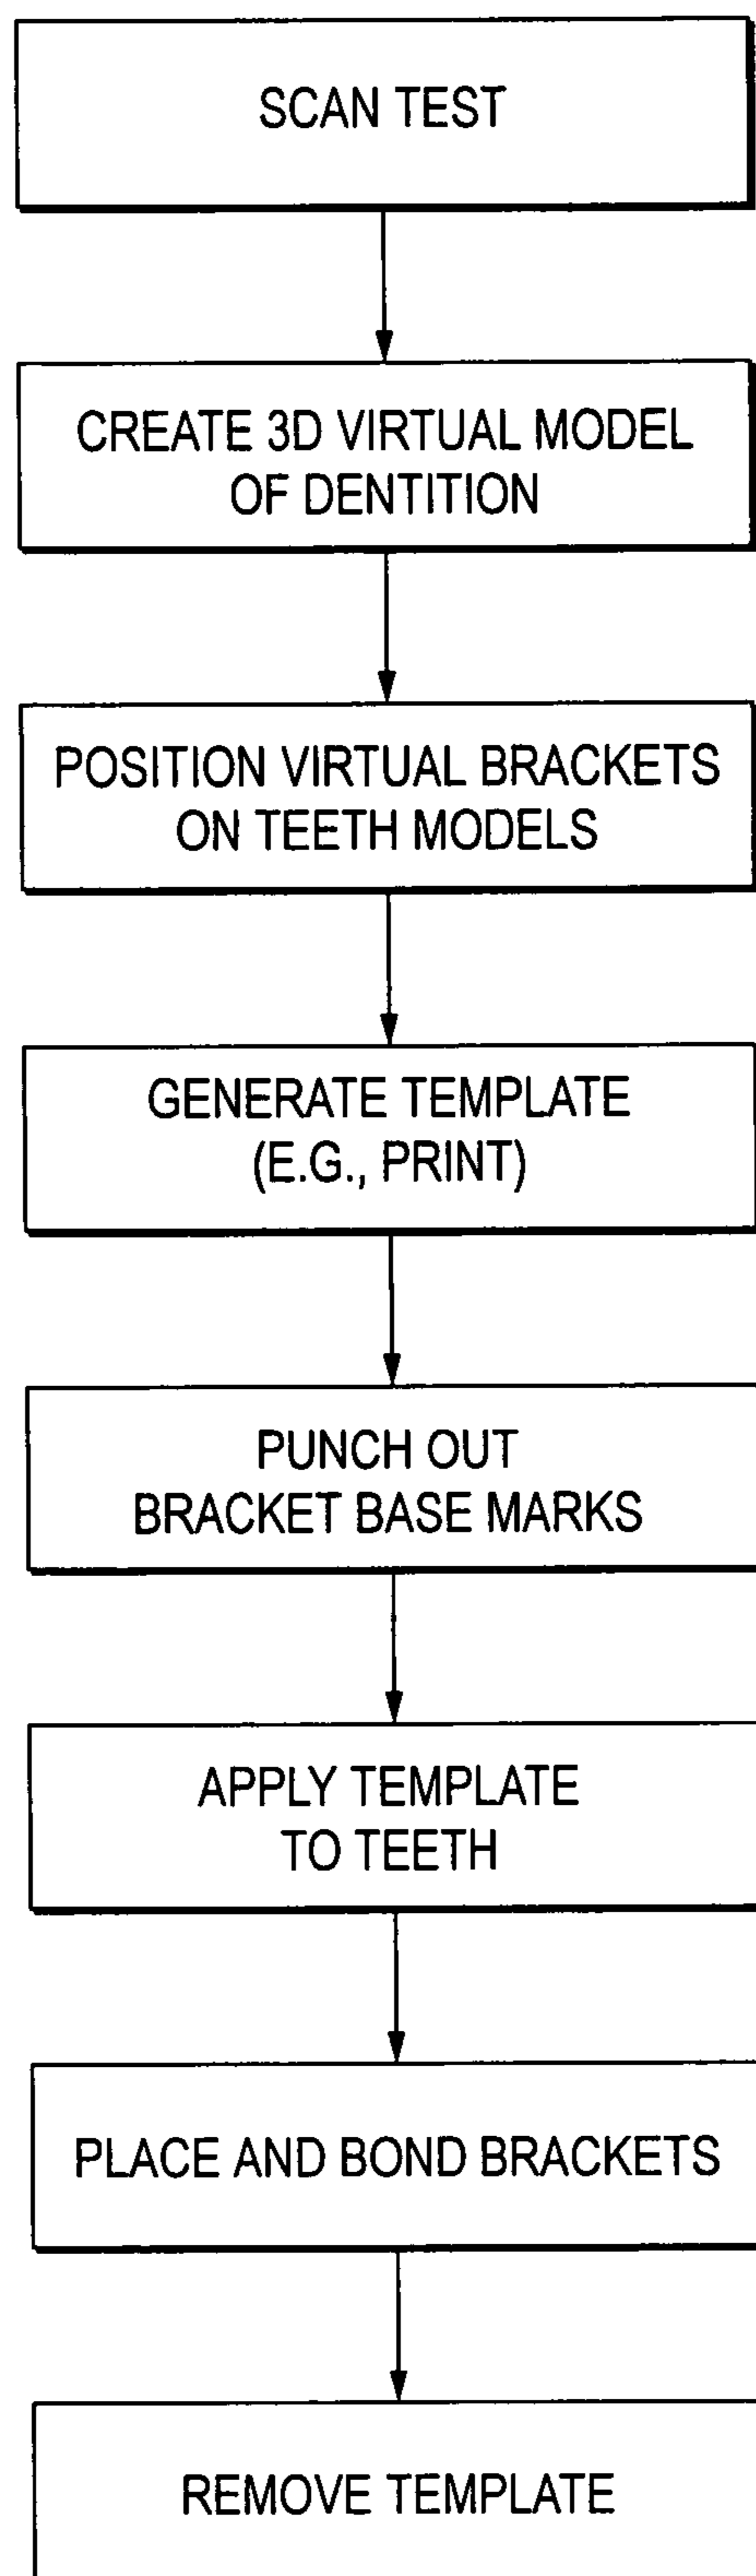 SCAN TEST
CREATE 3D VIRTUAL MODEL
OF DENTITION
POSITION VIRTUAL BRACKETS
ON TEETH MODELS
GENERATE TEMPLATE
(E.G., PRINT)
PUNCH OUT
BRACKET BASE MARKS
APPLY TEMPLATE
TO TEETH
PLACE AND BOND BRACKETS
REMOVE TEMPLATE